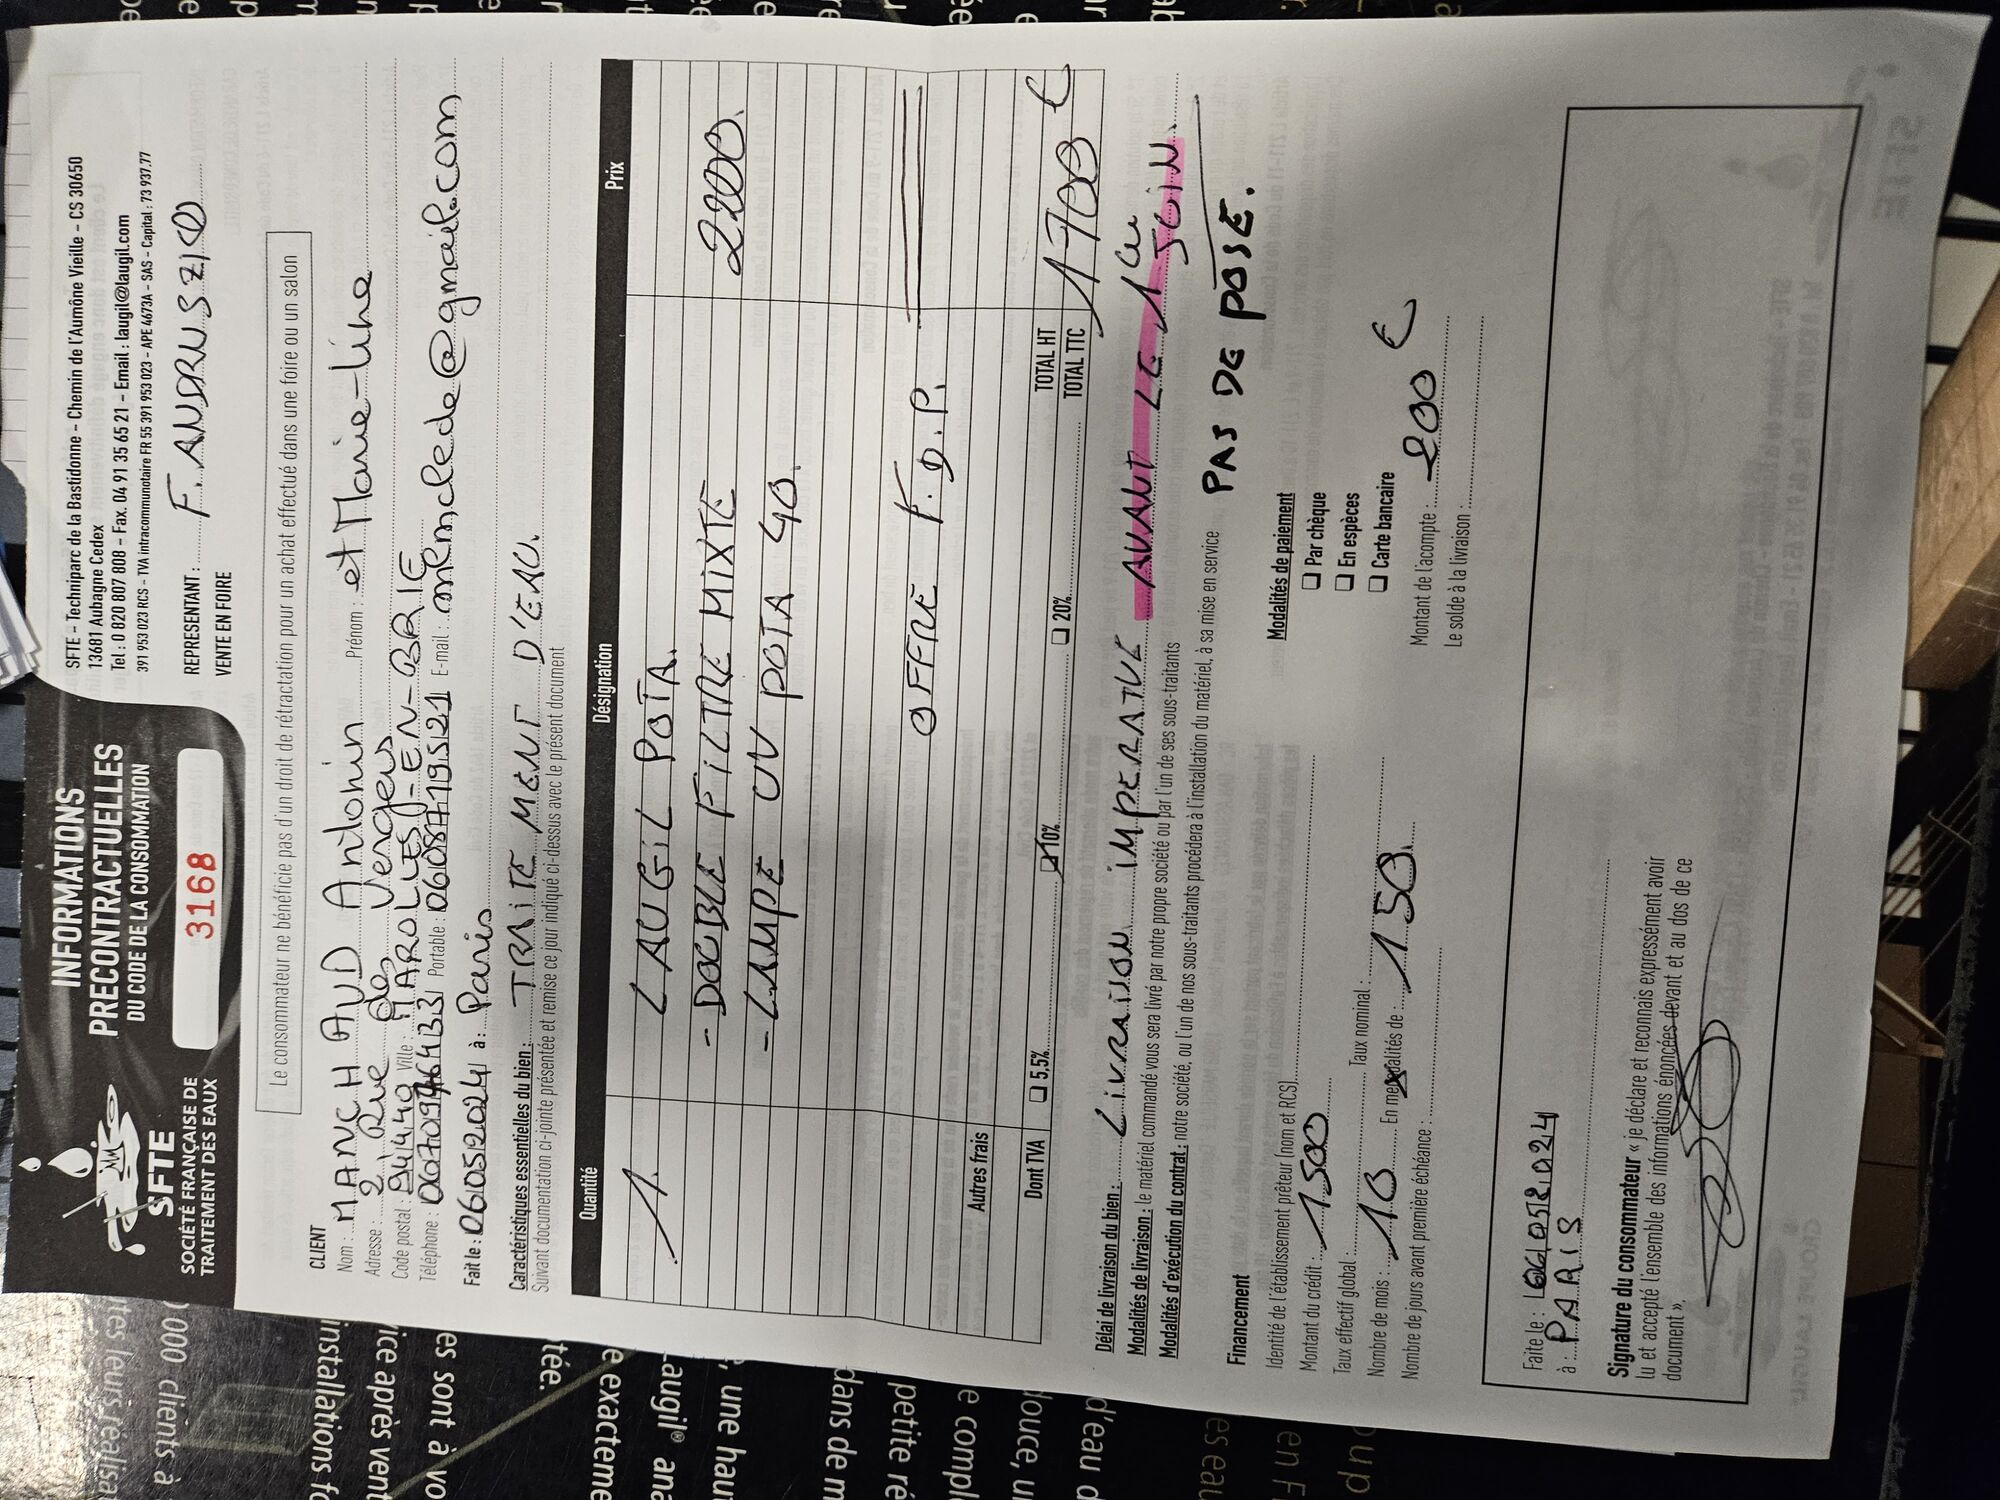 SFTE
SOCIÉTÉ FRANÇAISE DE
TRAITEMENT DES EAUX
INFORMATIONS
PRECONTRACTUELLES
DU CODE DE LA CONSOMMATION
3168
SFTE - Techniparc de la Bastidonne - Chemin de l'Aumône Vieille - CS 30650
13681 Aubagne Cedex
Tel : 0 820 807 808 - Fax. 04 91 35 65 21 - Email : laugil@laugil.com
391 953 023 RCS - TVA intracommunotaire FR 55 391 953 023 - APE 4673A - SAS - Capital : 73 937,77
REPRESENTANT : F. ANDRUSZKO
VENTE EN FOIRE
Le consommateur ne bénéficie pas d'un droit de rétractation pour un achat effectué dans une foire ou un salon
CLIENT
Nom : MANCHAUD Antonin Prénom : et Marie-Line
Adresse : 2 Rue des Vergers
Code postal : 94440 Ville : MAROLLES-EN-BRIE
Téléphone : Portable : 0608719521 E-mail : @gmail.com
Fait le : 06052024 à : Paris
Caractéristiques essentielles du bien : TRAITEMENT D'EAU.
Suivant documentation ci-jointe présentée et remise ce jour indiqué ci-dessus avec le présent document
Quantité Désignation Prix
1. LAUGIL POTA.
- DOUBLE FILTRE MIXTE 2200.
- LAMPE UV POTA 40.
OFFRE F.D.P.
Autres frais
Dont TVA 5.5% 10% 20% TOTAL HT
TOTAL TTC 1700 €
Délai de livraison du bien : Livraison IMPERATIVE AVANT LE 1er JUIN.
Modalités de livraison : le matériel commandé vous sera livré par notre propre société ou par l'un de ses sous-traitants
Modalités d'exécution du contrat : notre société, ou l'un de nos sous-traitants procédera à l'installation du matériel, à sa mise en service
PAS DE POSE.
Financement
Identité de l'établissement prêteur (nom et RCS)
Montant du crédit : 1500
Taux effectif global : Taux nominal :
Nombre de mois : 10 En mensualités de : 150.
Nombre de jours avant première échéance :
Modalités de paiement
Par chèque
En espèces
Carte bancaire
Montant de l'acompte : 200 €
Le solde à la livraison :
Faite le : 06052024
à : PARIS
Signature du consommateur « je déclare et reconnais expressément avoir
lu et accepté l'ensemble des informations énoncées devant et au dos de ce
document ».